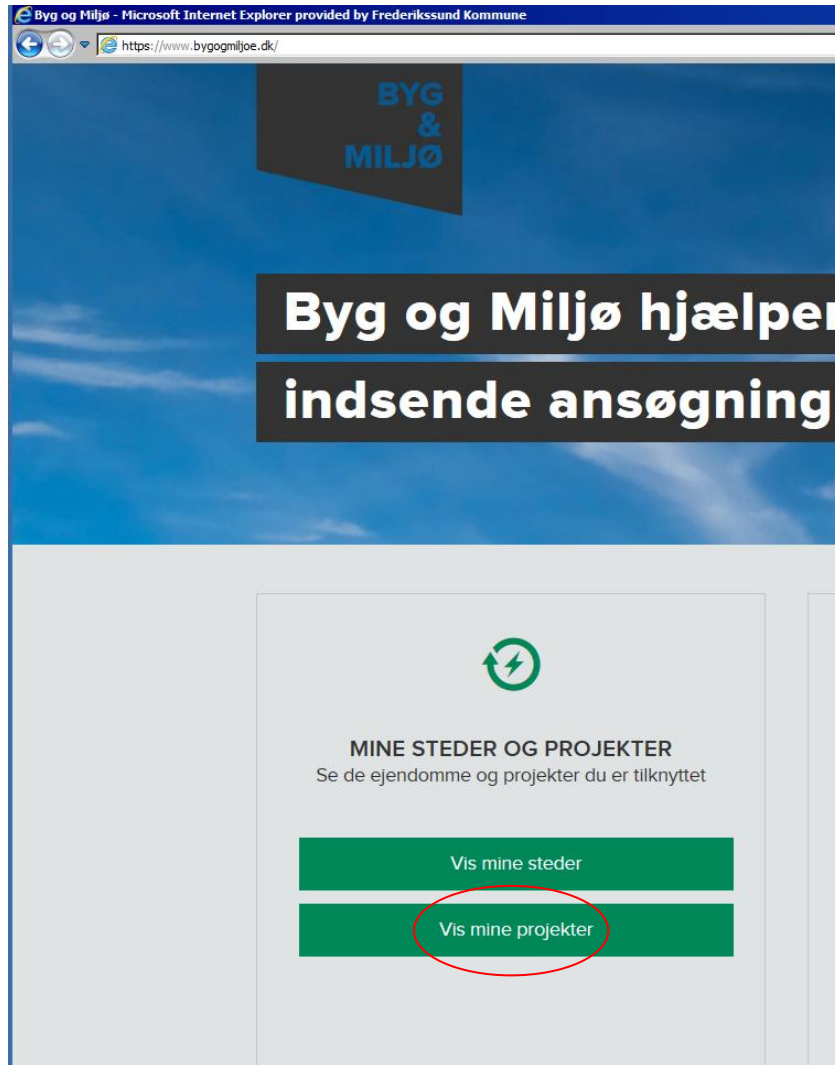 Byg og Miljø - Microsoft Internet Explorer provided by Frederikssund Kommune
https://www.bygogmiljoe.dk/
BYG
&
MILJØ
Byg og Miljø hjælper
indsende ansøgning
MINE STEDER OG PROJEKTER
Se de ejendomme og projekter du er tilknyttet
Vis mine steder
Vis mine projekter